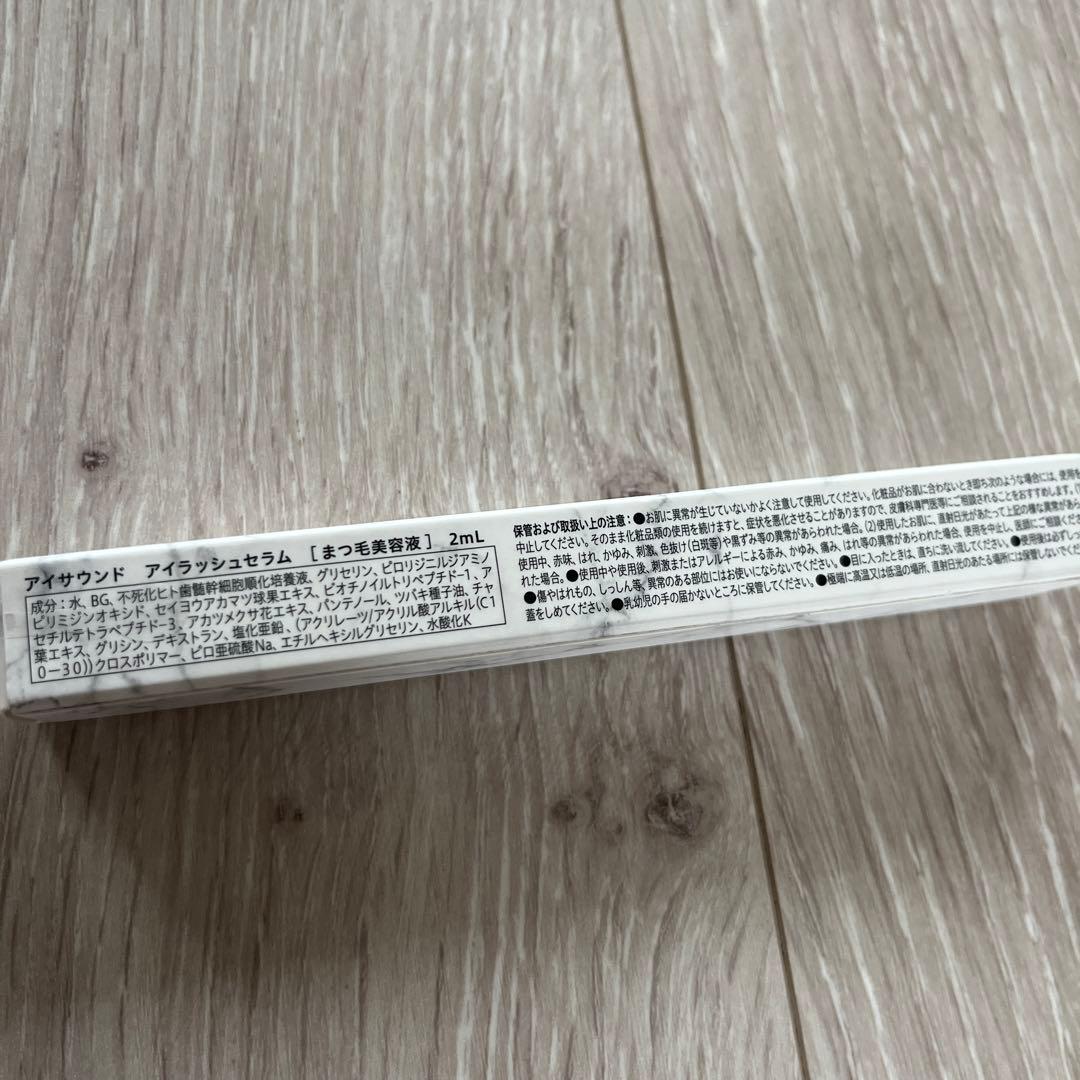 アイサウンド　アイラッシュセラム　［まつ毛美容液］　2mL
成分：水、BG、不死化ヒト歯髄幹細胞順化培養液、グリセリン、ピロリジニルジアミノ
ピリミジンオキシド、セイヨウアカマツ球果エキス、ビオチノイルトリペプチド-1、ア
セチルテトラペプチド-3、アカツメクサ花エキス、パンテノール、ツバキ種子油、チャ
葉エキス、グリシン、デキストラン、塩化亜鉛、（アクリレーツ/アクリル酸アルキル(C1
0－30))クロスポリマー、ピロ亜硫酸Na、エチルヘキシルグリセリン、水酸化K
保管および取扱い上の注意：●お肌に異常が生じていないかよく注意して使用してください。化粧品がお肌に合わないとき即ち次のような場合には、使用を
中止してください。そのまま化粧品類の使用を続けますと、症状を悪化させることがありますので、皮膚科専門医等にご相談されることをおすすめします。(1)
使用中、赤味、はれ、かゆみ、刺激、色抜け(白斑等)や黒ずみ等の異常があらわれた場合。(2)使用したお肌に、直射日光があたって上記の様な異常があら
れた場合。●使用中や使用後、刺激またはアレルギーによる赤み、かゆみ、痛み、はれ等の異常があらわれた場合、使用を中止し、医師にご相談ください
●傷やはれもの、しっしん等、異常のある部位にはお使いにならないでください。●目に入ったときは、直ちに洗い流してください。●使用後は必ずしっ
蓋をしめてください。●乳幼児の手の届かないところに保管してください。●極端に高温又は低温の場所、直射日光のあたる場所には保管しないでくだ